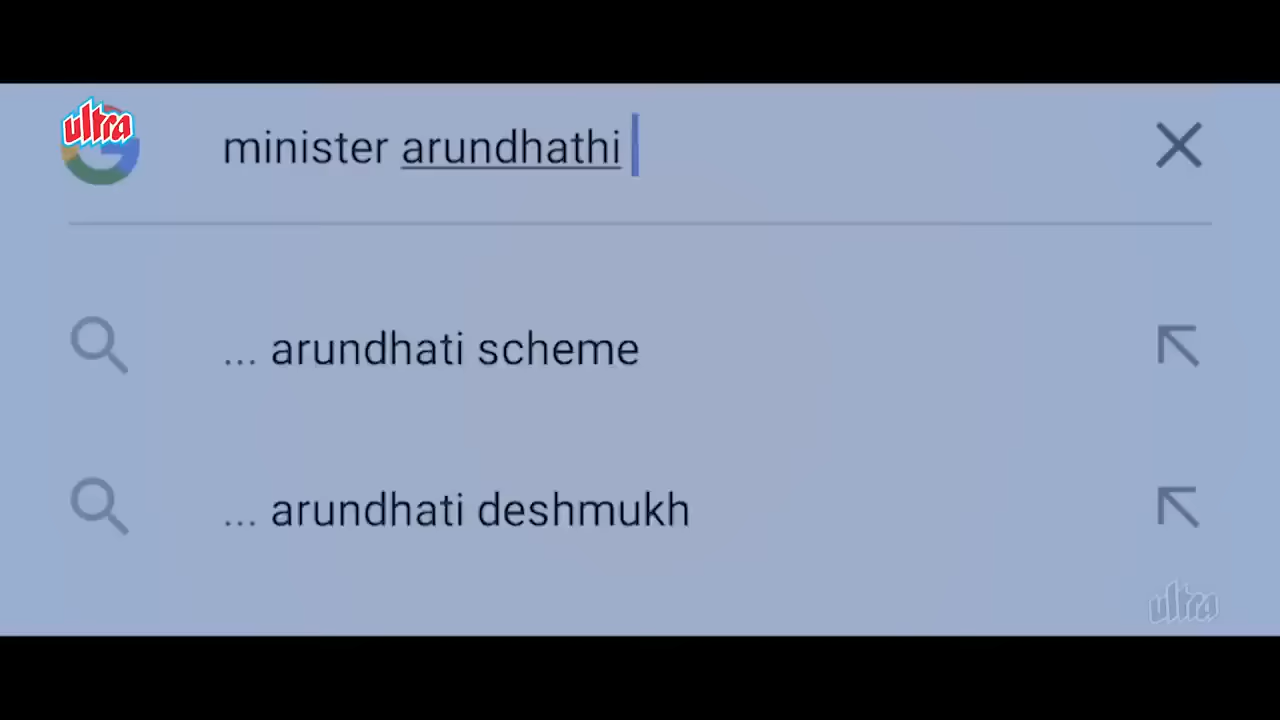 ultra
minister arundhathi
... arundhati scheme
... arundhati deshmukh
ultra